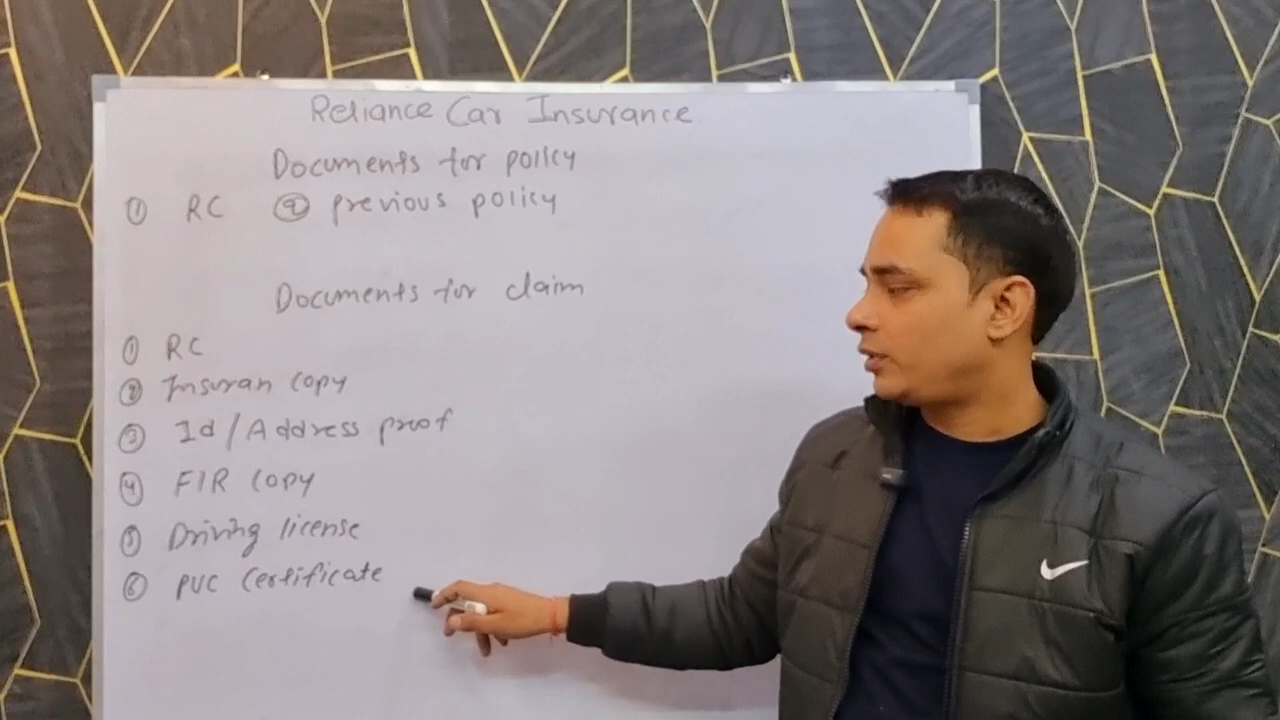 Reliance Car Insurance
Documents for policy
① RC ② previous policy
Documents for claim
① RC
② Insuran Copy
③ Id/Address proof
④ FIR Copy
⑤ Driving license
⑥ PVC Certificate